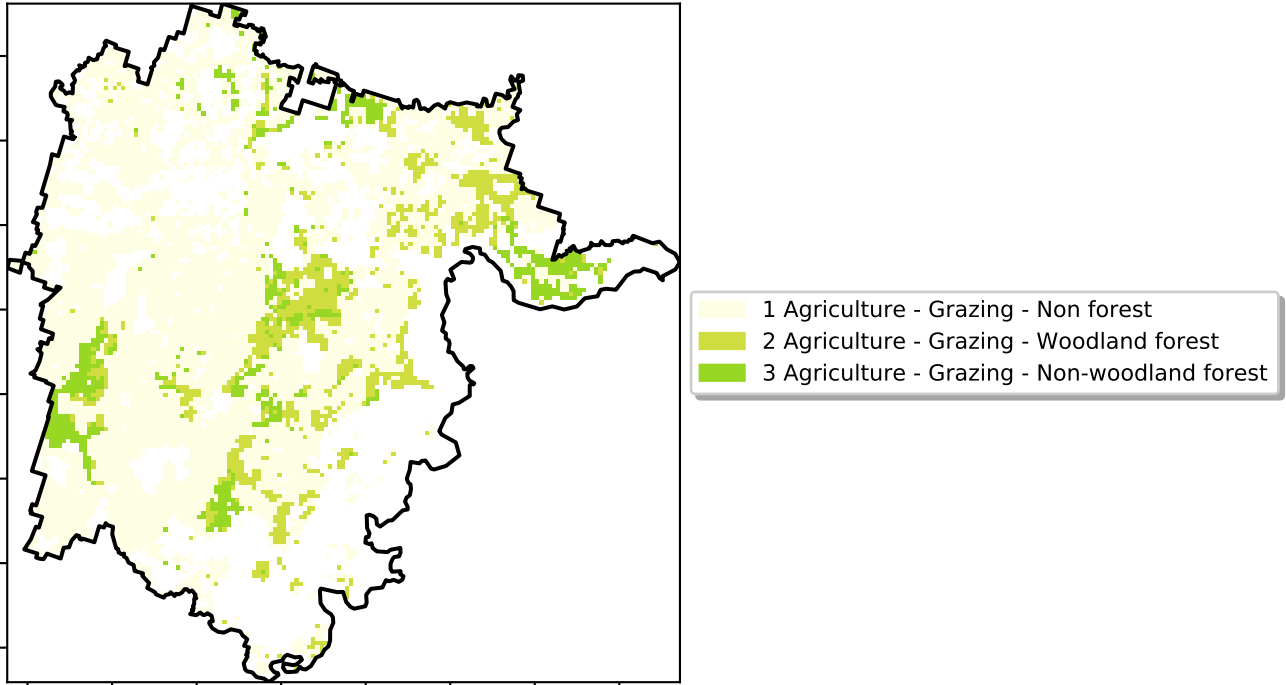 1 Agriculture - Grazing - Non forest
2 Agriculture - Grazing - Woodland forest
3 Agriculture - Grazing - Non-woodland forest